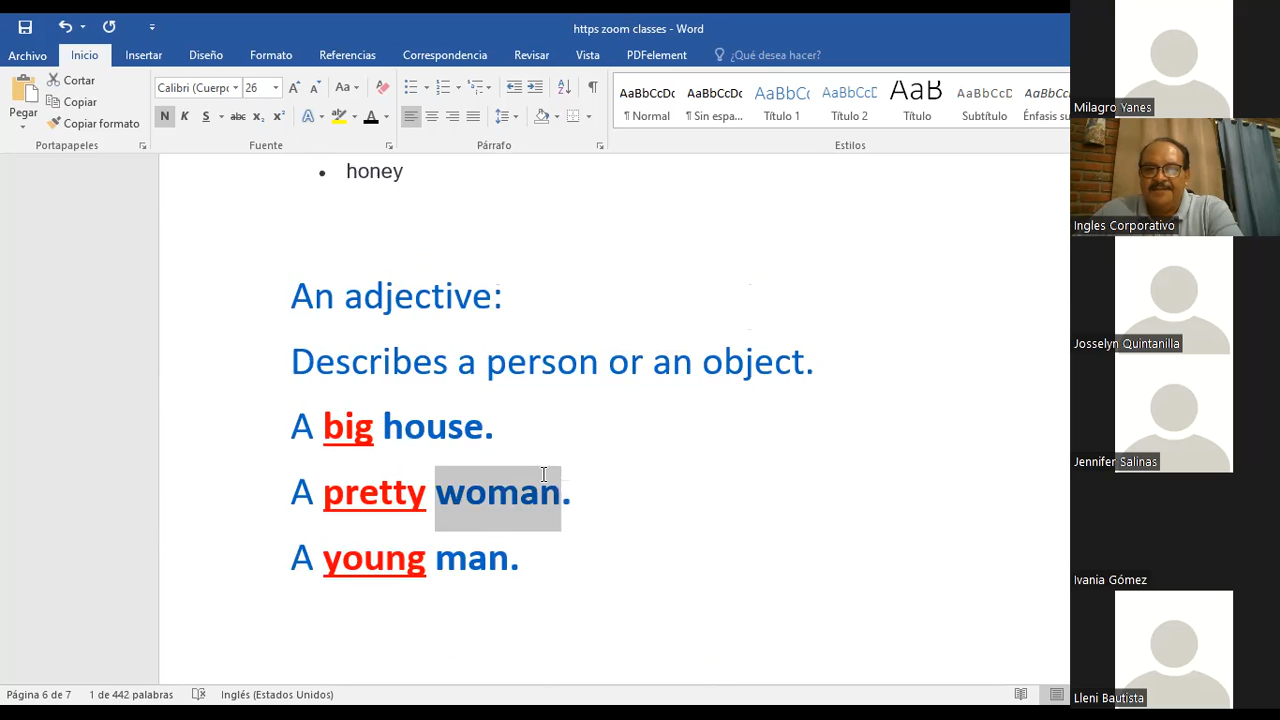 https zoom classes - Word
Archivo Inicio Insertar Diseño Formato Referencias Correspondencia Revisar Vista PDFelement ¿Qué desea hacer?
Pegar
Cortar
Copiar
Copiar formato
Portapapeles
Calibri (Cuerpo 26
Fuente
Párrafo
AaBbCcDc AaBbCcDc AaBbCc AaBbCcD AaB AaBbCcD AaBbCcDc
¶ Normal ¶ Sin espa... Título 1 Título 2 Título Subtítulo Énfasis su
Estilos
• honey
An adjective:
Describes a person or an object.
A big house.
A pretty woman.
A young man.
Página 6 de 7 1 de 442 palabras Inglés (Estados Unidos)
Milagro Yanes
Ingles Corporativo
Josselyn Quintanilla
Jennifer Salinas
Ivania Gómez
Lleni Bautista